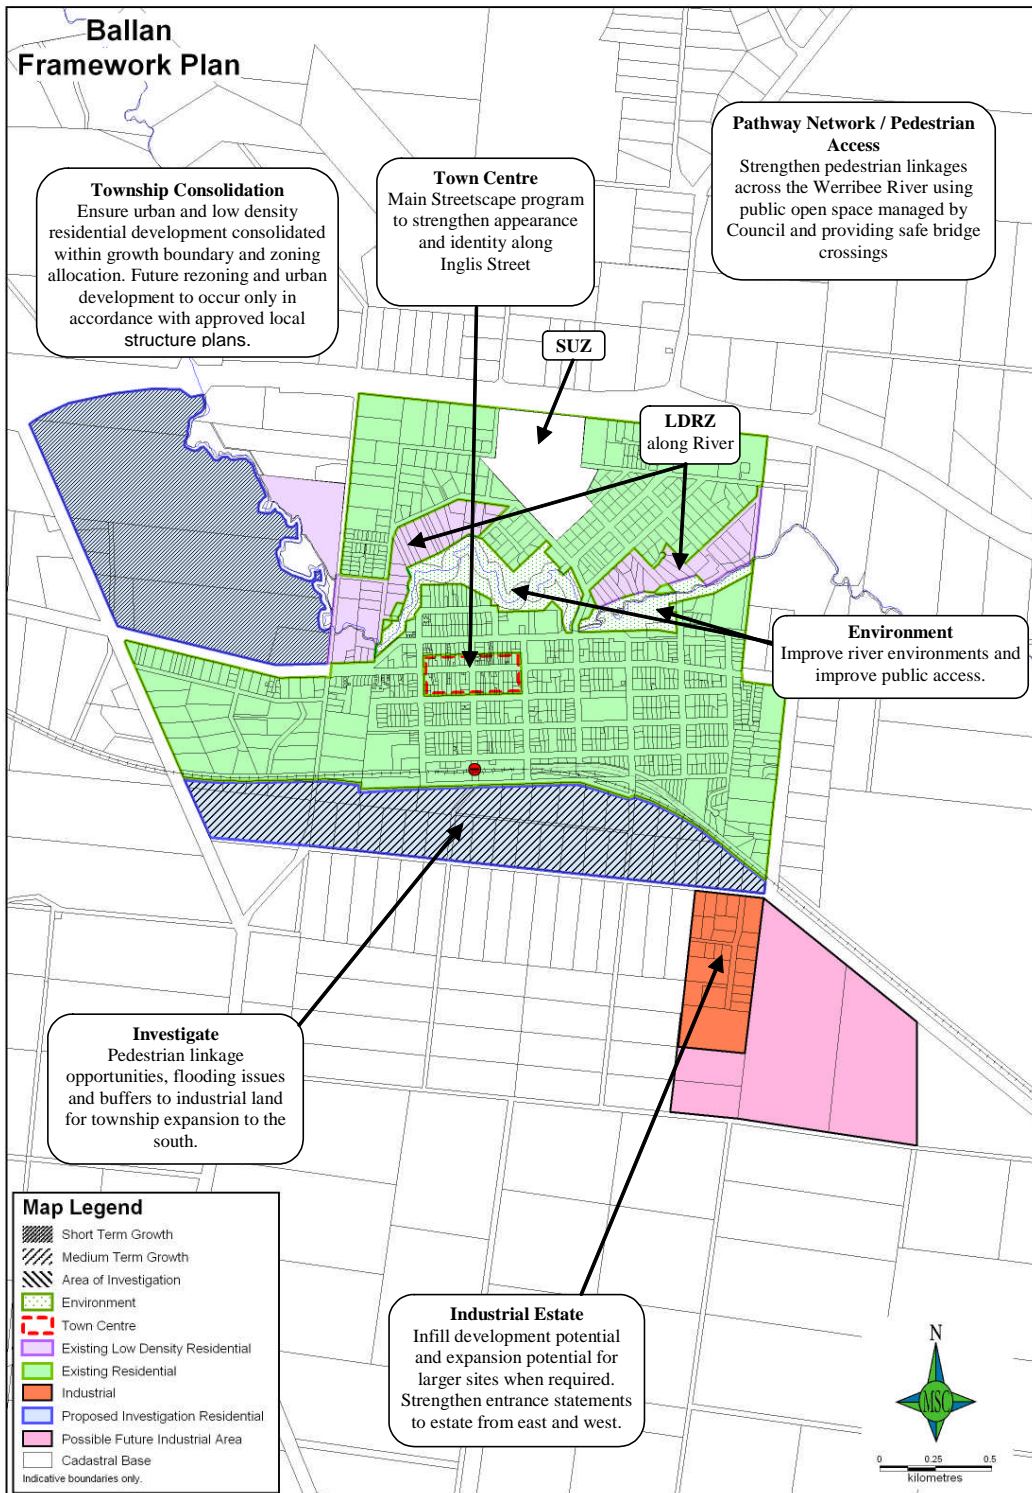 Ballan
Framework Plan
Pathway Network / Pedestrian
Access
Strengthen pedestrian linkages
across the Werribee River using
public open space managed by
Council and providing safe bridge
crossings
Township Consolidation
Ensure urban and low density
residential development consolidated
within growth boundary and zoning
allocation. Future rezoning and urban
development to occur only in
accordance with approved local
structure plans.
Town Centre
Main Streetscape program
to strengthen appearance
and identity along
Inglis Street
SUZ
LDRZ
along River
Environment
Improve river environments and
improve public access.
Investigate
Pedestrian linkage
opportunities, flooding issues
and buffers to industrial land
for township expansion to the
south.
Industrial Estate
Infill development potential
and expansion potential for
larger sites when required.
Strengthen entrance statements
to estate from east and west.
Map Legend
Short Term Growth
Medium Term Growth
Area of Investigation
Environment
Town Centre
Existing Low Density Residential
Existing Residential
Industrial
Proposed Investigation Residential
Possible Future Industrial Area
Cadastral Base
Indicative boundaries only.
N
MSC
0 0.25 0.5
kilometres